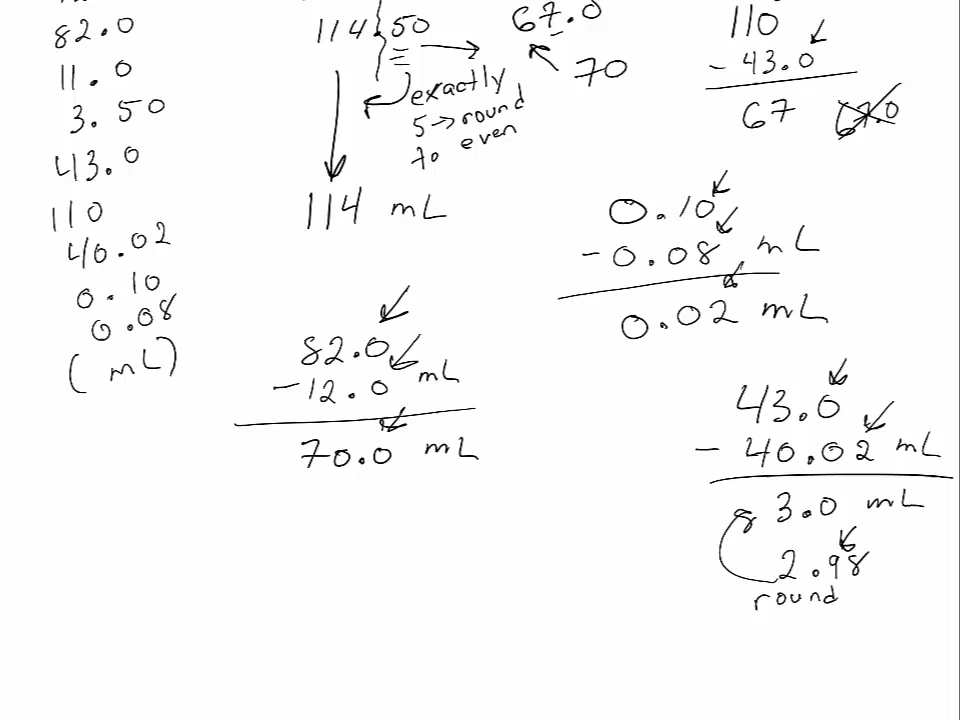 82.0
11.0
3.50
43.0
110
40.02
0.10
0.08
(mL)
114.50
exactly
5 → round
to even
114 mL
67.0
70
110
- 43.0
67 67.0
0.10
- 0.08 mL
0.02 mL
82.0
- 12.0 mL
70.0 mL
43.0
- 40.02 mL
3.0 mL
2.98
round